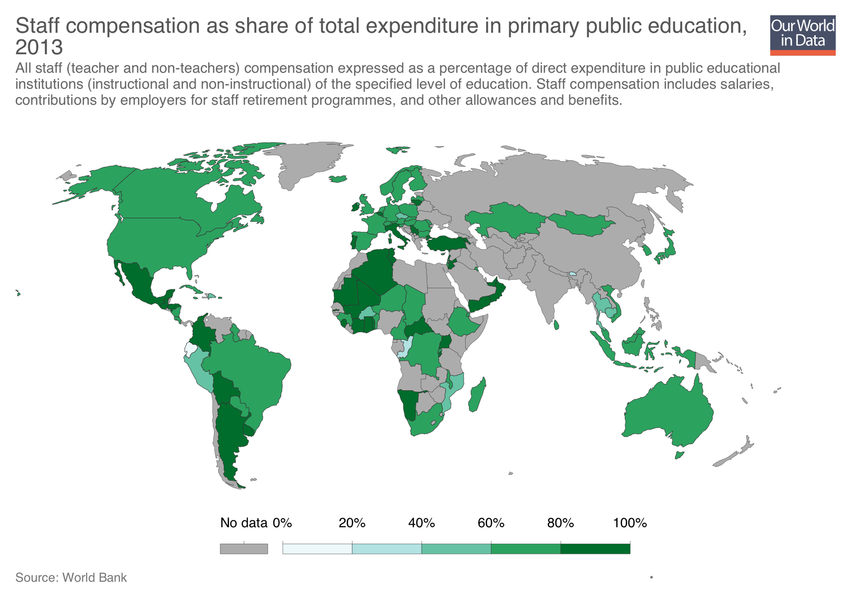 Staff compensation as share of total expenditure in primary public education,
2013
Our World
in Data
All staff (teacher and non-teachers) compensation expressed as a percentage of direct expenditure in public educational
institutions (instructional and non-instructional) of the specified level of education. Staff compensation includes salaries,
contributions by employers for staff retirement programmes, and other allowances and benefits.
No data 0% 20% 40% 60% 80% 100%
Source: World Bank